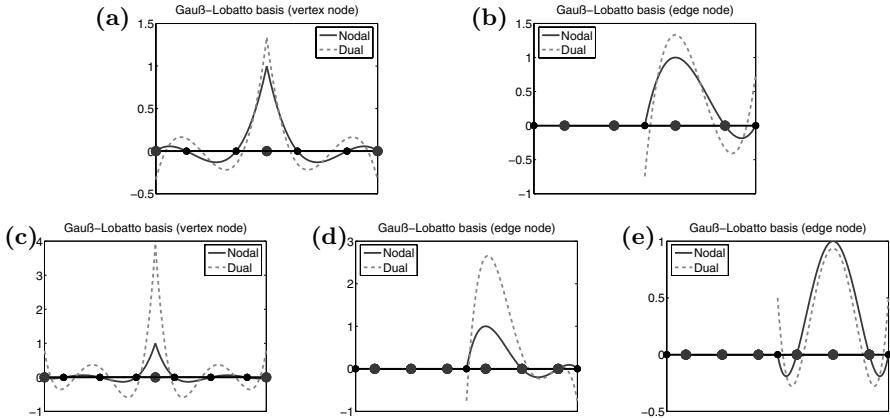 (a)
Gauß−Lobatto basis (vertex node)
1.5
1
0.5
0
−0.5
Nodal
Dual
(b)
Gauß−Lobatto basis (edge node)
1.5
1
0.5
0
−0.5
−1
Nodal
Dual
(c)
Gauß−Lobatto basis (vertex node)
4
3
2
1
0
−1
Nodal
Dual
(d)
Gauß−Lobatto basis (edge node)
3
2
1
0
−1
Nodal
Dual
(e)
Gauß−Lobatto basis (edge node)
1
0.5
0
−0.5
Nodal
Dual